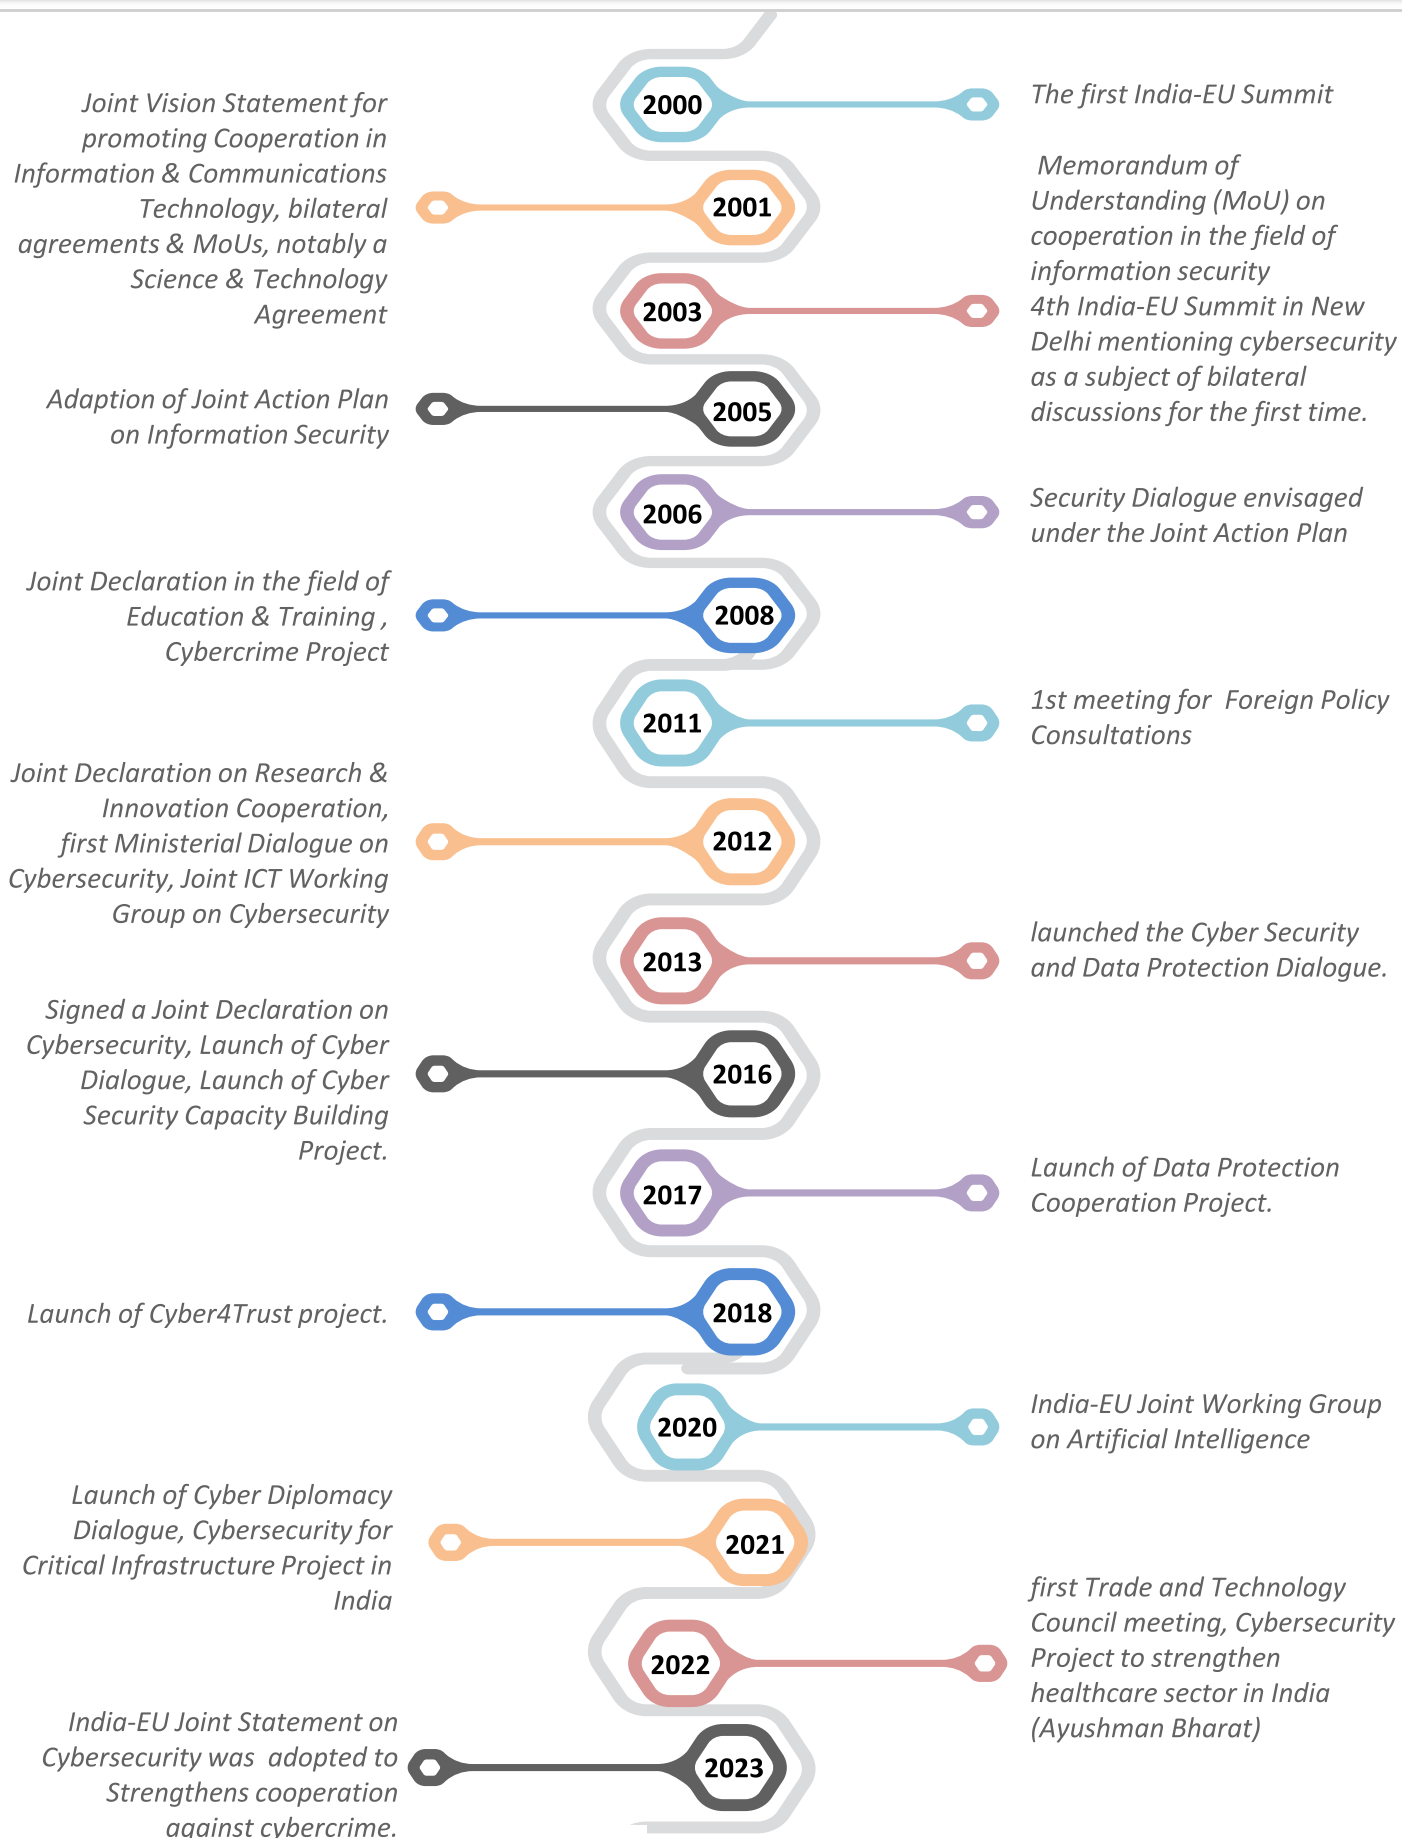 2000
The first India-EU Summit
Joint Vision Statement for
promoting Cooperation in
Information & Communications
Technology, bilateral
agreements & MoUs, notably a
Science & Technology
Agreement
2001
Memorandum of
Understanding (MoU) on
cooperation in the field of
information security
4th India-EU Summit in New
Delhi mentioning cybersecurity
as a subject of bilateral
discussions for the first time.
2003
Adaption of Joint Action Plan
on Information Security
2005
2006
Security Dialogue envisaged
under the Joint Action Plan
Joint Declaration in the field of
Education & Training ,
Cybercrime Project
2008
2011
1st meeting for  Foreign Policy
Consultations
Joint Declaration on Research &
Innovation Cooperation,
first Ministerial Dialogue on
Cybersecurity, Joint ICT Working
Group on Cybersecurity
2012
2013
launched the Cyber Security
and Data Protection Dialogue.
Signed a Joint Declaration on
Cybersecurity, Launch of Cyber
Dialogue, Launch of Cyber
Security Capacity Building
Project.
2016
2017
Launch of Data Protection
Cooperation Project.
Launch of Cyber4Trust project.
2018
2020
India-EU Joint Working Group
on Artificial Intelligence
Launch of Cyber Diplomacy
Dialogue, Cybersecurity for
Critical Infrastructure Project in
India
2021
2022
first Trade and Technology
Council meeting, Cybersecurity
Project to strengthen
healthcare sector in India
(Ayushman Bharat)
India-EU Joint Statement on
Cybersecurity was  adopted to
Strengthens cooperation
against cybercrime.
2023